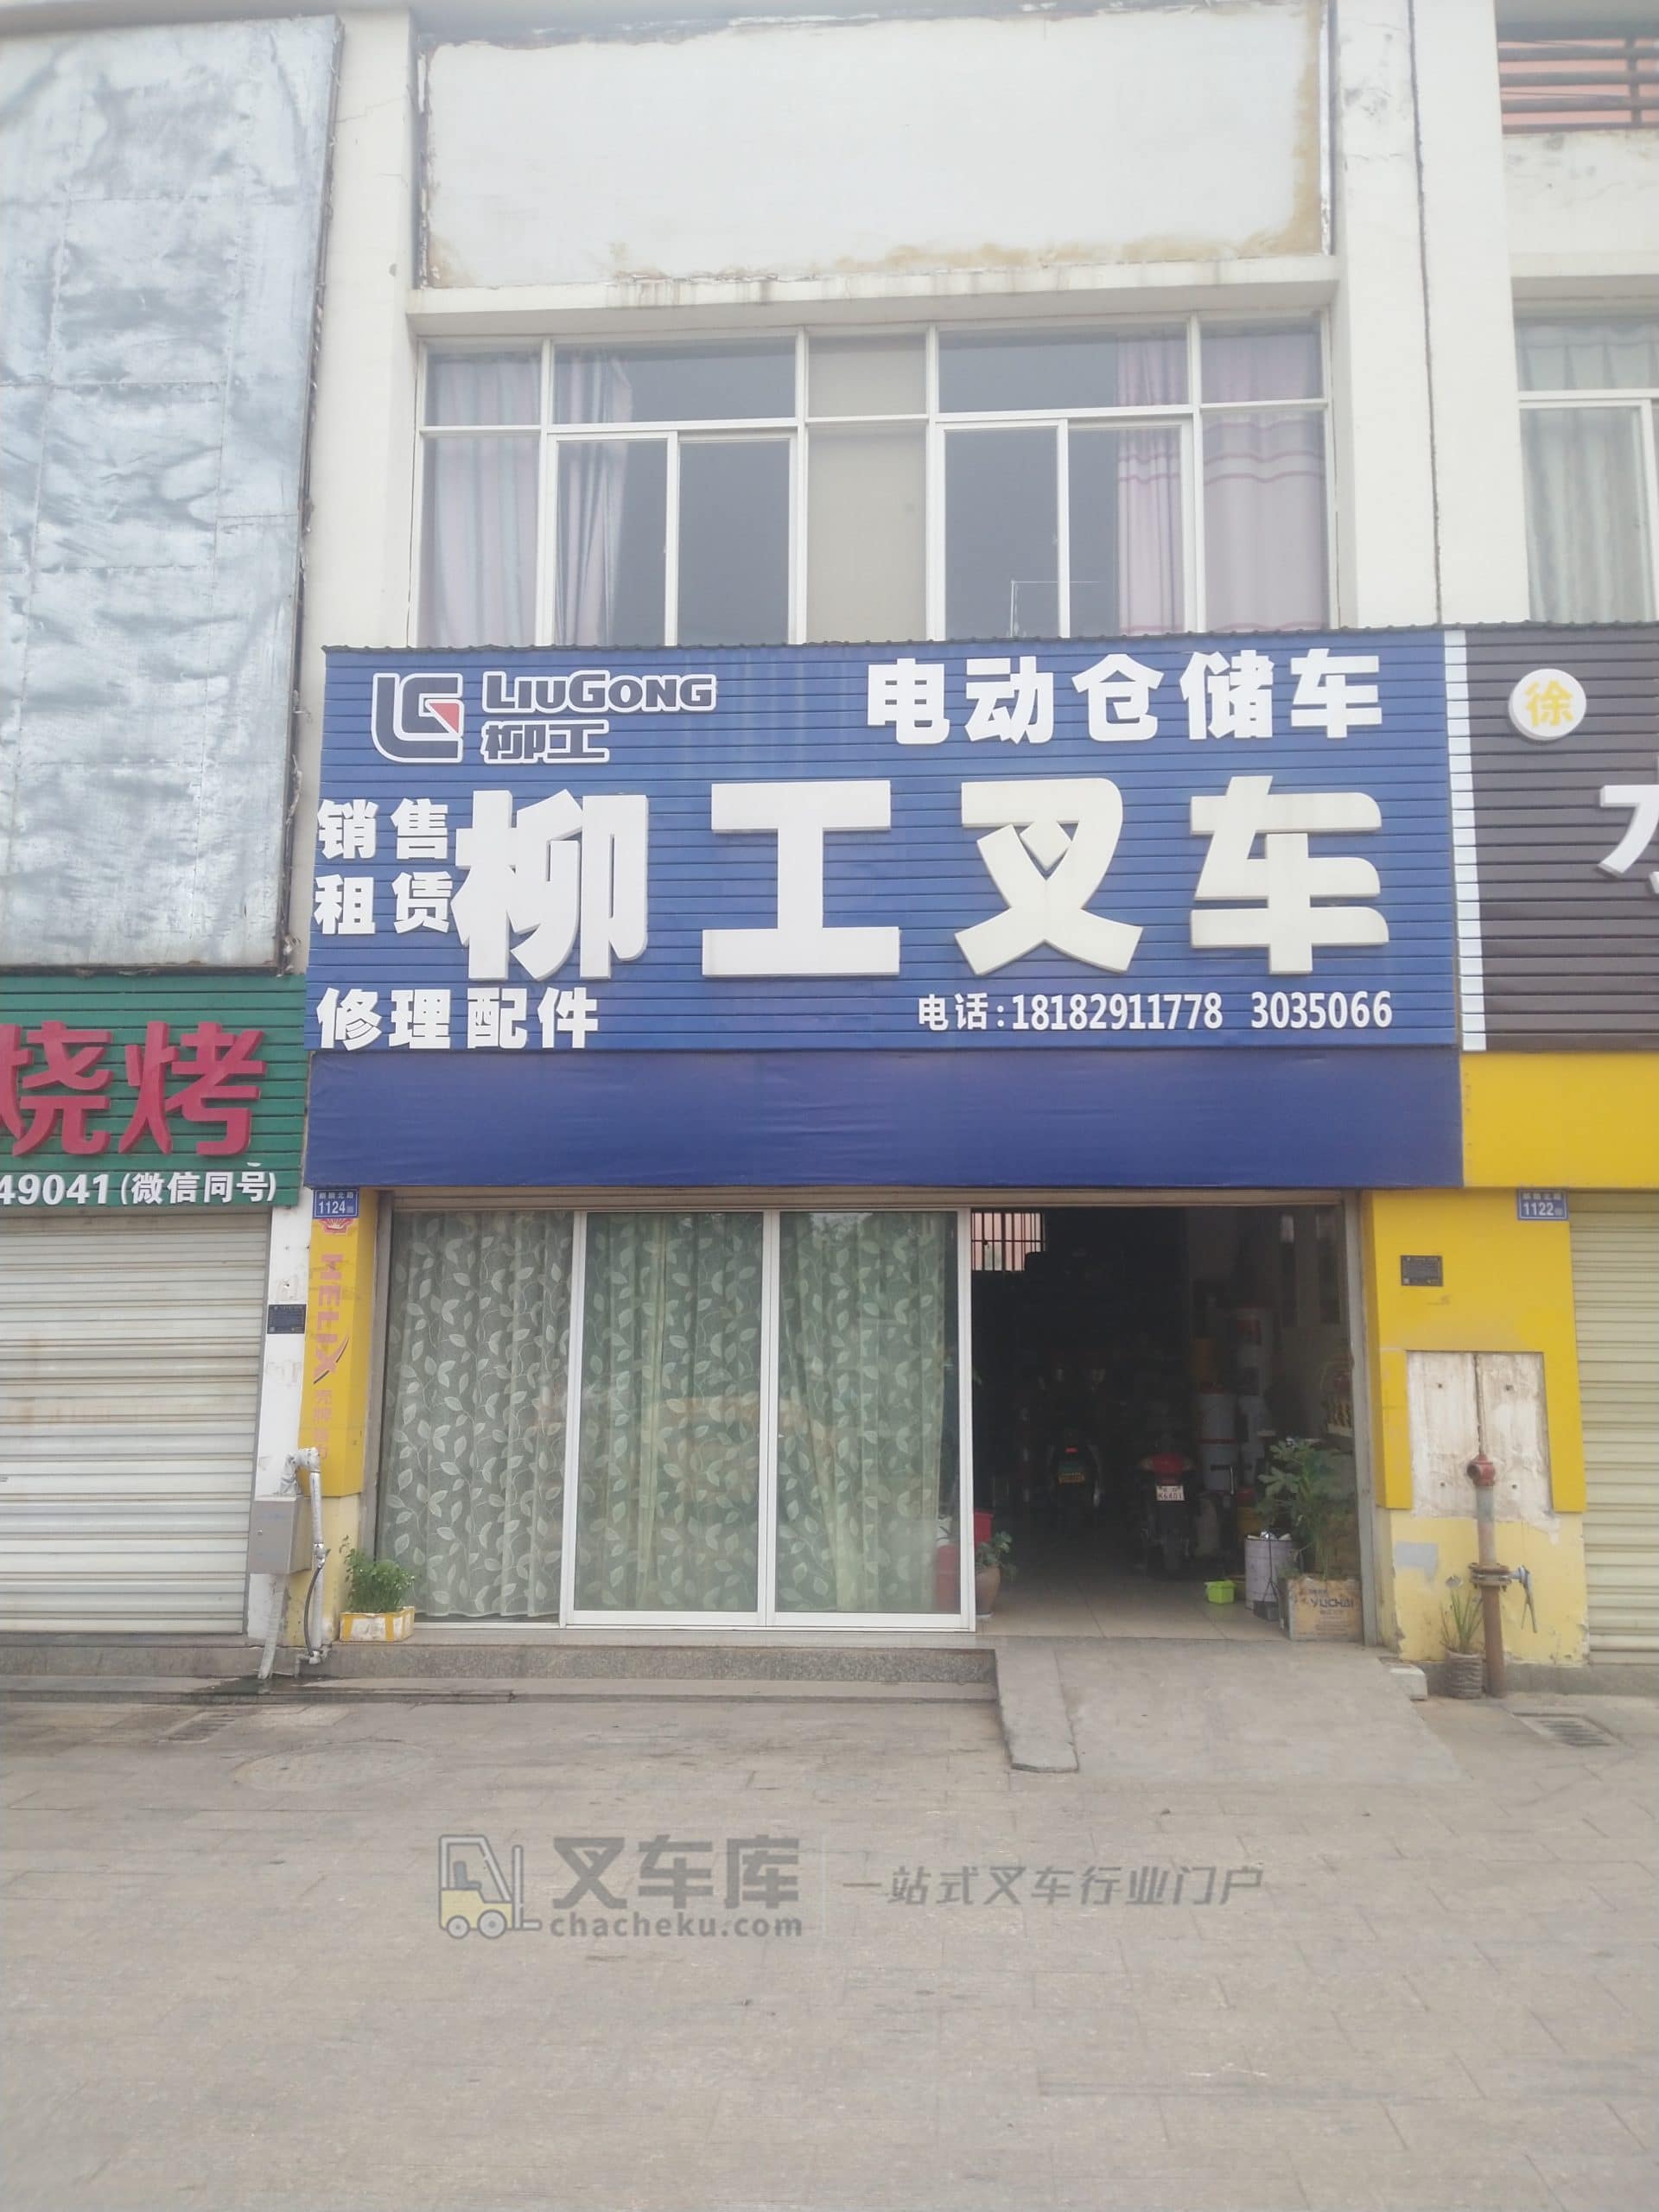 LIUGONG
柳工
电动仓储车
销售
租赁
柳工叉车
修理配件
电话:18182911778 3035066
徐
烧烤
49041(微信同号)
1124
1122
HELIX
YUCHAI
叉车库
chacheku.com
一站式叉车行业门户